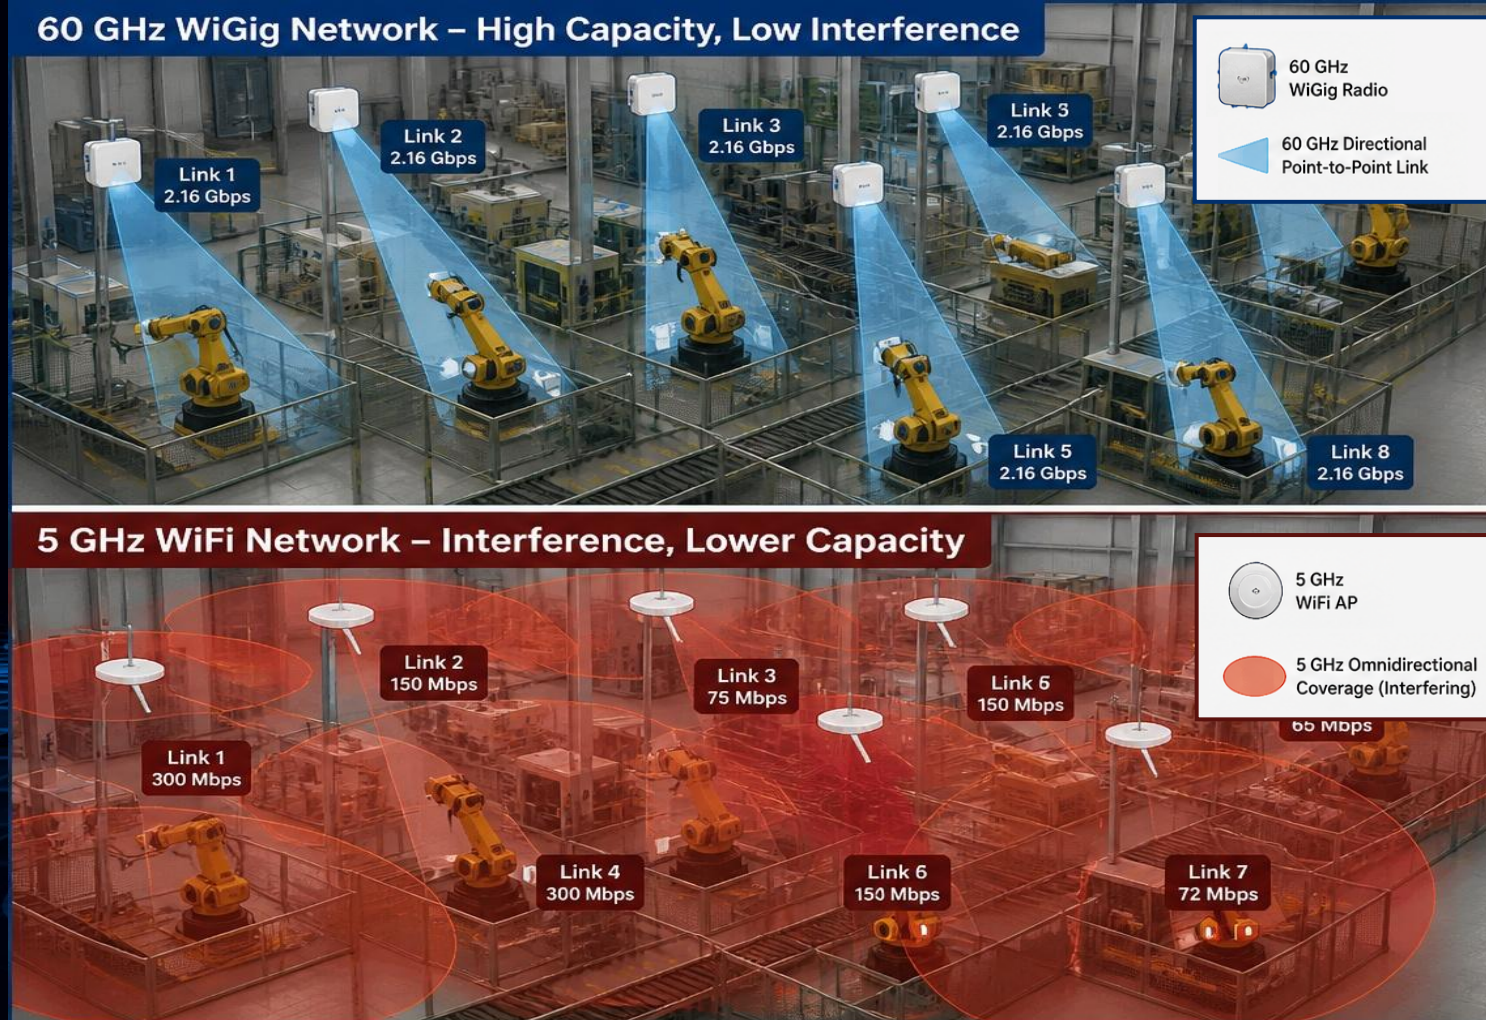 60 GHz WiGig Network – High Capacity, Low Interference
60 GHz
WiGig Radio
60 GHz Directional
Point-to-Point Link
Link 1
2.16 Gbps
Link 2
2.16 Gbps
Link 3
2.16 Gbps
Link 3
2.16 Gbps
Link 5
2.16 Gbps
Link 8
2.16 Gbps
5 GHz WiFi Network – Interference, Lower Capacity
5 GHz
WiFi AP
5 GHz Omnidirectional
Coverage (Interfering)
Link 1
300 Mbps
Link 2
150 Mbps
Link 3
75 Mbps
Link 5
150 Mbps
65 Mbps
Link 4
300 Mbps
Link 6
150 Mbps
Link 7
72 Mbps